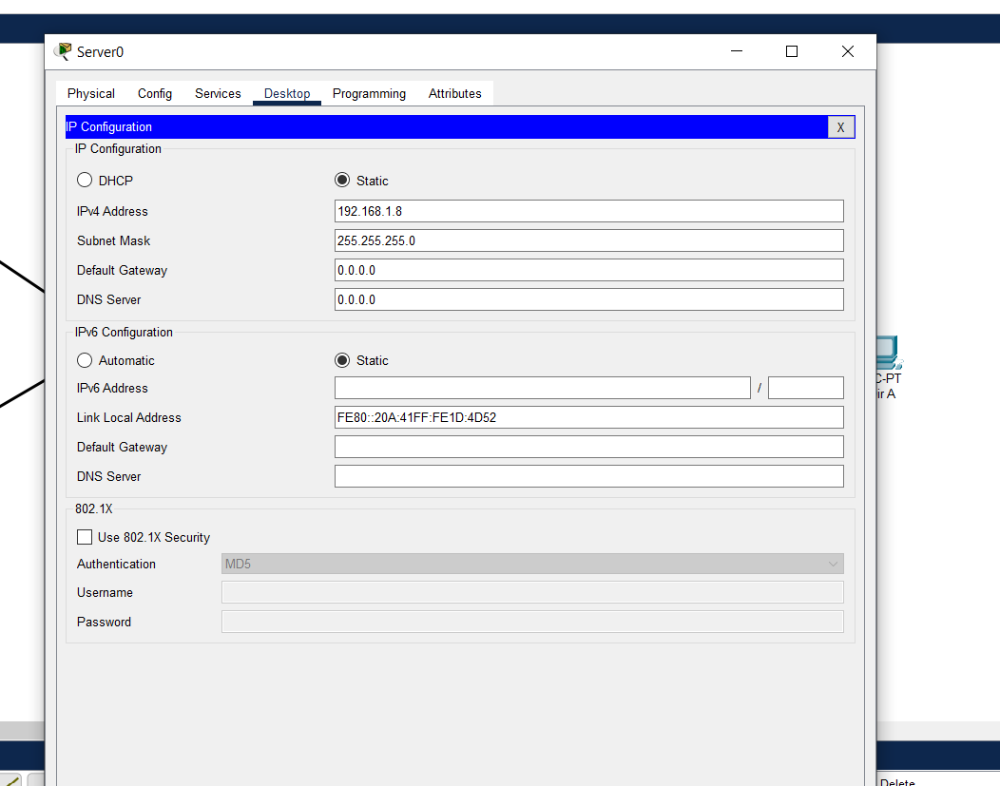 Server0
Physical Config Services Desktop Programming Attributes
IP Configuration X
IP Configuration
DHCP Static
IPv4 Address 192.168.1.8
Subnet Mask 255.255.255.0
Default Gateway 0.0.0.0
DNS Server 0.0.0.0
IPv6 Configuration
Automatic Static
IPv6 Address /
Link Local Address FE80::20A:41FF:FE1D:4D52
Default Gateway
DNS Server
C-PT
ir A
802.1X
Use 802.1X Security
Authentication MD5
Username
Password
Delete